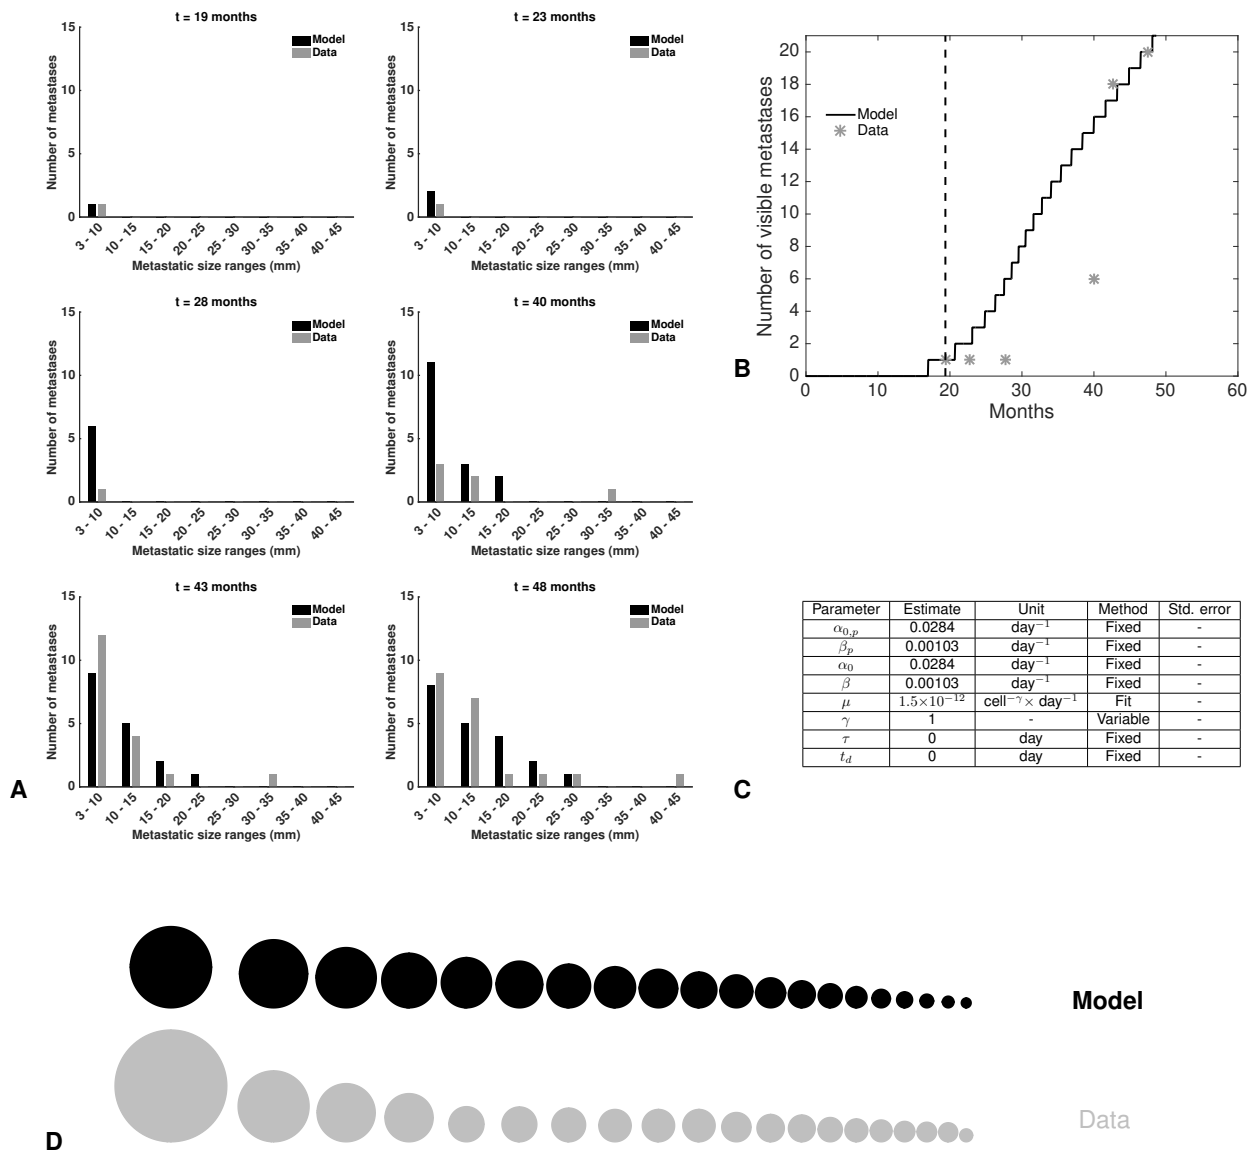 t = 19 months
15
10
5
0
Number of metastases
Model
Data
3 - 10
10 - 15
15 - 20
20 - 25
25 - 30
30 - 35
35 - 40
40 - 45
Metastatic size ranges (mm)
t = 23 months
15
10
5
0
Number of metastases
Model
Data
3 - 10
10 - 15
15 - 20
20 - 25
25 - 30
30 - 35
35 - 40
40 - 45
Metastatic size ranges (mm)
t = 28 months
15
10
5
0
Number of metastases
Model
Data
3 - 10
10 - 15
15 - 20
20 - 25
25 - 30
30 - 35
35 - 40
40 - 45
Metastatic size ranges (mm)
t = 40 months
15
10
5
0
Number of metastases
Model
Data
3 - 10
10 - 15
15 - 20
20 - 25
25 - 30
30 - 35
35 - 40
40 - 45
Metastatic size ranges (mm)
t = 43 months
15
10
5
0
Number of metastases
Model
Data
3 - 10
10 - 15
15 - 20
20 - 25
25 - 30
30 - 35
35 - 40
40 - 45
Metastatic size ranges (mm)
t = 48 months
15
10
5
0
Number of metastases
Model
Data
3 - 10
10 - 15
15 - 20
20 - 25
25 - 30
30 - 35
35 - 40
40 - 45
Metastatic size ranges (mm)
A
20
18
16
14
12
10
8
6
4
2
0
Number of visible metastases
Model
Data
0 10 20 30 40 50 60
Months
B
Parameter Estimate Unit Method Std. error
α₀,ₚ 0.0284 day⁻¹ Fixed -
βₚ 0.00103 day⁻¹ Fixed -
α₀ 0.0284 day⁻¹ Fixed -
β 0.00103 day⁻¹ Fixed -
μ 1.5×10⁻¹² cell⁻ᵞ× day⁻¹ Fit -
γ 1 - Variable -
τ 0 day Fixed -
t_d 0 day Fixed -
C
Model
Data
D